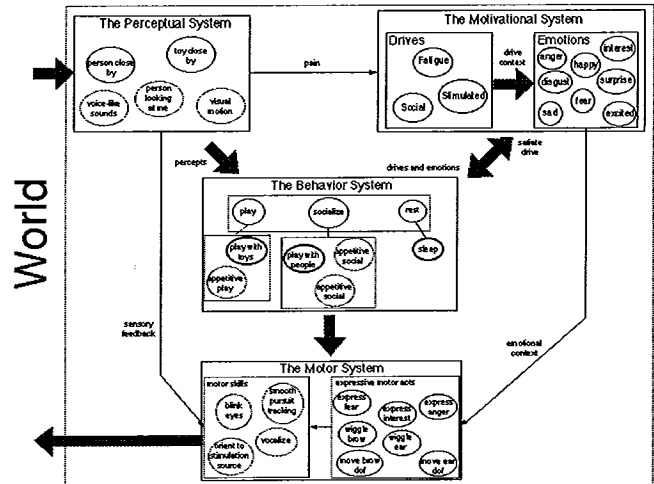 World
The Perceptual System
person close
by
toy close
by
voice-like
sounds
person
looking
at me
visual
motion
pain
The Motivational System
Drives
Fatigue
Social
Stimulated
drive
context
Emotions
anger
happy
interest
disgust
surprise
sad
fear
excited
percepts
drives and emotions
satiate
drive
The Behavior System
play
socialize
rest
play with
toys
appetitive
play
play with
people
appetitive
social
appetitive
social
sleep
sensory
feedback
emotional
context
The Motor System
motor skills
blink
eyes
smooth
pursuit
tracking
orient to
stimulation
source
vocalize
expressive motor acts
express
fear
express
interest
express
anger
wiggle
brow
wiggle
ear
move brow
dof
move ear
dof